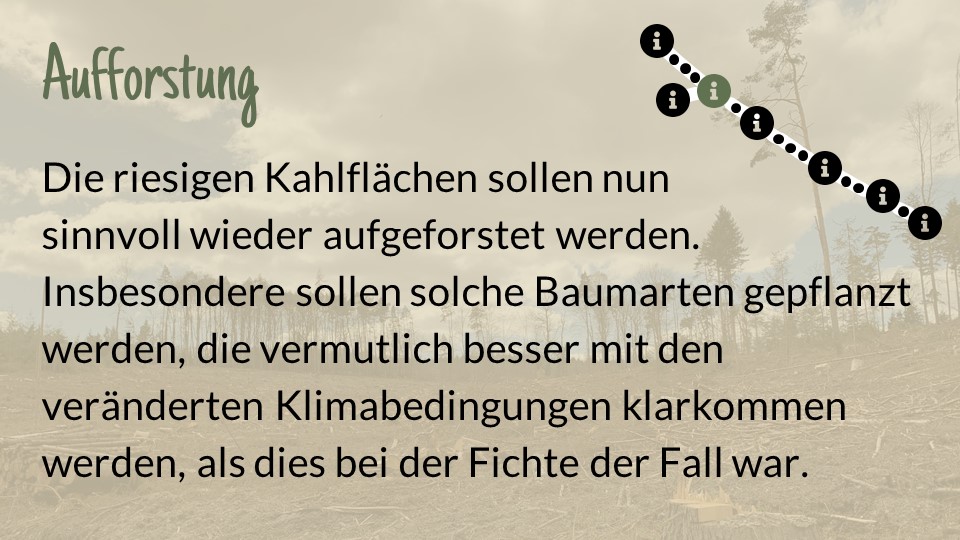 Aufforstung
Die riesigen Kahlflächen sollen nun
sinnvoll wieder aufgeforstet werden.
Insbesondere sollen solche Baumarten gepflanzt
werden, die vermutlich besser mit den
veränderten Klimabedingungen klarkommen
werden, als dies bei der Fichte der Fall war.